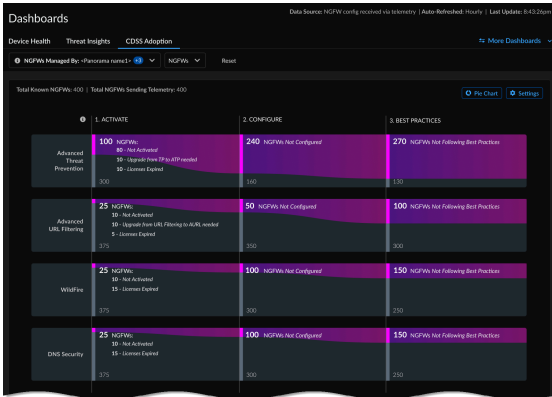 Dashboards
Data Source: NGFW config received via telemetry | Auto-Refreshed: Hourly | Last Update: 8:43:26pm
Device Health Threat Insights CDSS Adoption
More Dashboards
NGFWs Managed By: <Panorama name1> +3 NGFWs Reset
Total Known NGFWs: 400 | Total NGFWs Sending Telemetry: 400
Pie Chart Settings
1. ACTIVATE 2. CONFIGURE 3. BEST PRACTICES
Advanced
Threat
Prevention
100 NGFWs:
80 - Not Activated
10 - Upgrade from TP to ATP needed
10 - Licenses Expired
300
240 NGFWs Not Configured
160
270 NGFWs Not Following Best Practices
130
Advanced
URL Filtering
25 NGFWs:
10 - Not Activated
10 - Upgrade from URL Filtering to AURL needed
5 - Licenses Expired
375
50 NGFWs Not Configured
350
100 NGFWs Not Following Best Practices
300
WildFire
25 NGFWs:
10 - Not Activated
15 - Licenses Expired
375
100 NGFWs Not Configured
300
150 NGFWs Not Following Best Practices
250
DNS Security
25 NGFWs:
10 - Not Activated
15 - Licenses Expired
375
100 NGFWs Not Configured
300
150 NGFWs Not Following Best Practices
250